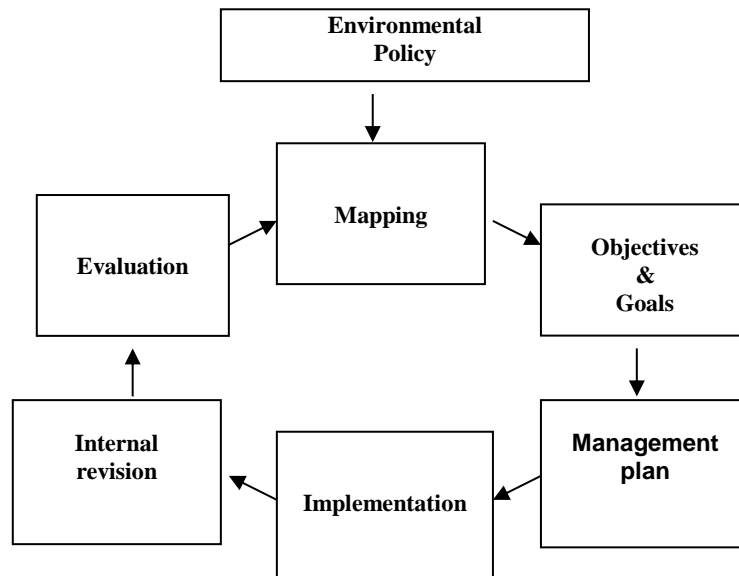 Environmental
Policy
Mapping
Evaluation
Objectives
&
Goals
Internal
revision
Management
plan
Implementation